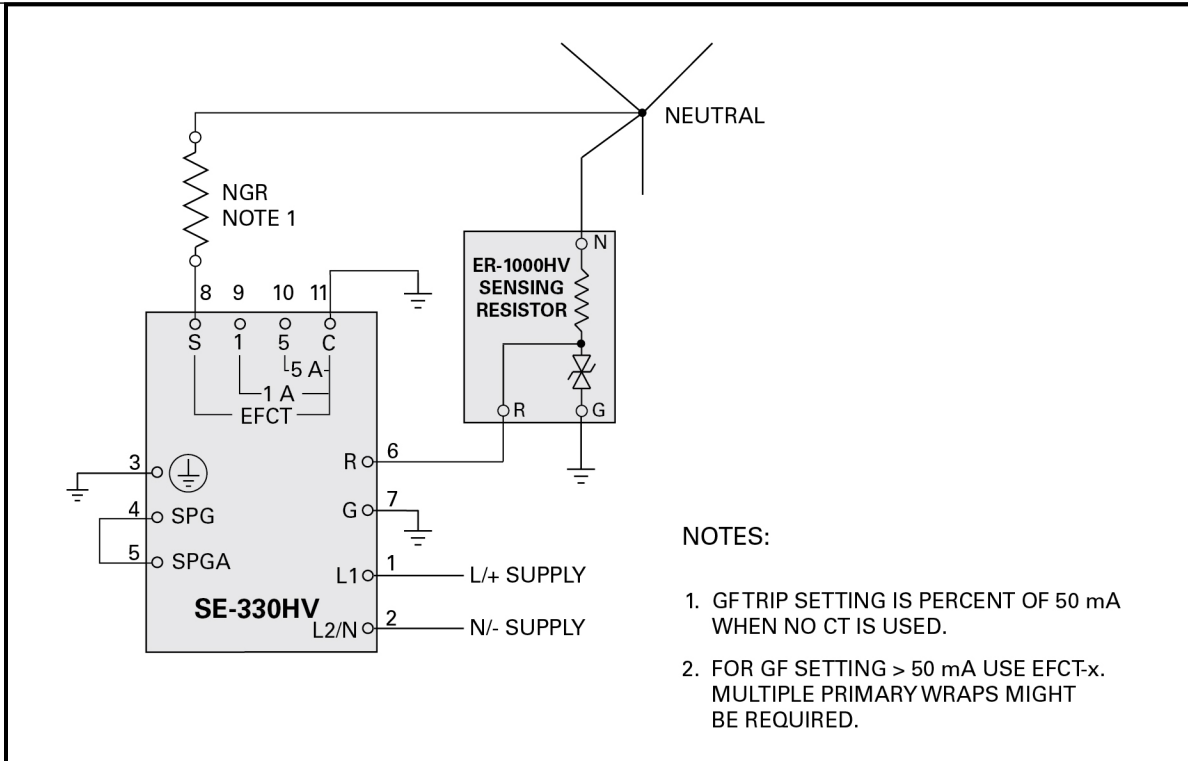 NEUTRAL
NGR
NOTE 1
N
ER-1000HV
SENSING
RESISTOR
R
G
8 9 10 11
S 1 5 C
5 A
1 A
EFCT
3
R 6
4 SPG
G 7
5 SPGA
L1 1 L/+ SUPPLY
SE-330HV
L2/N 2 N/- SUPPLY
NOTES:
1. GF TRIP SETTING IS PERCENT OF 50 mA
WHEN NO CT IS USED.
2. FOR GF SETTING > 50 mA USE EFCT-x.
MULTIPLE PRIMARY WRAPS MIGHT
BE REQUIRED.